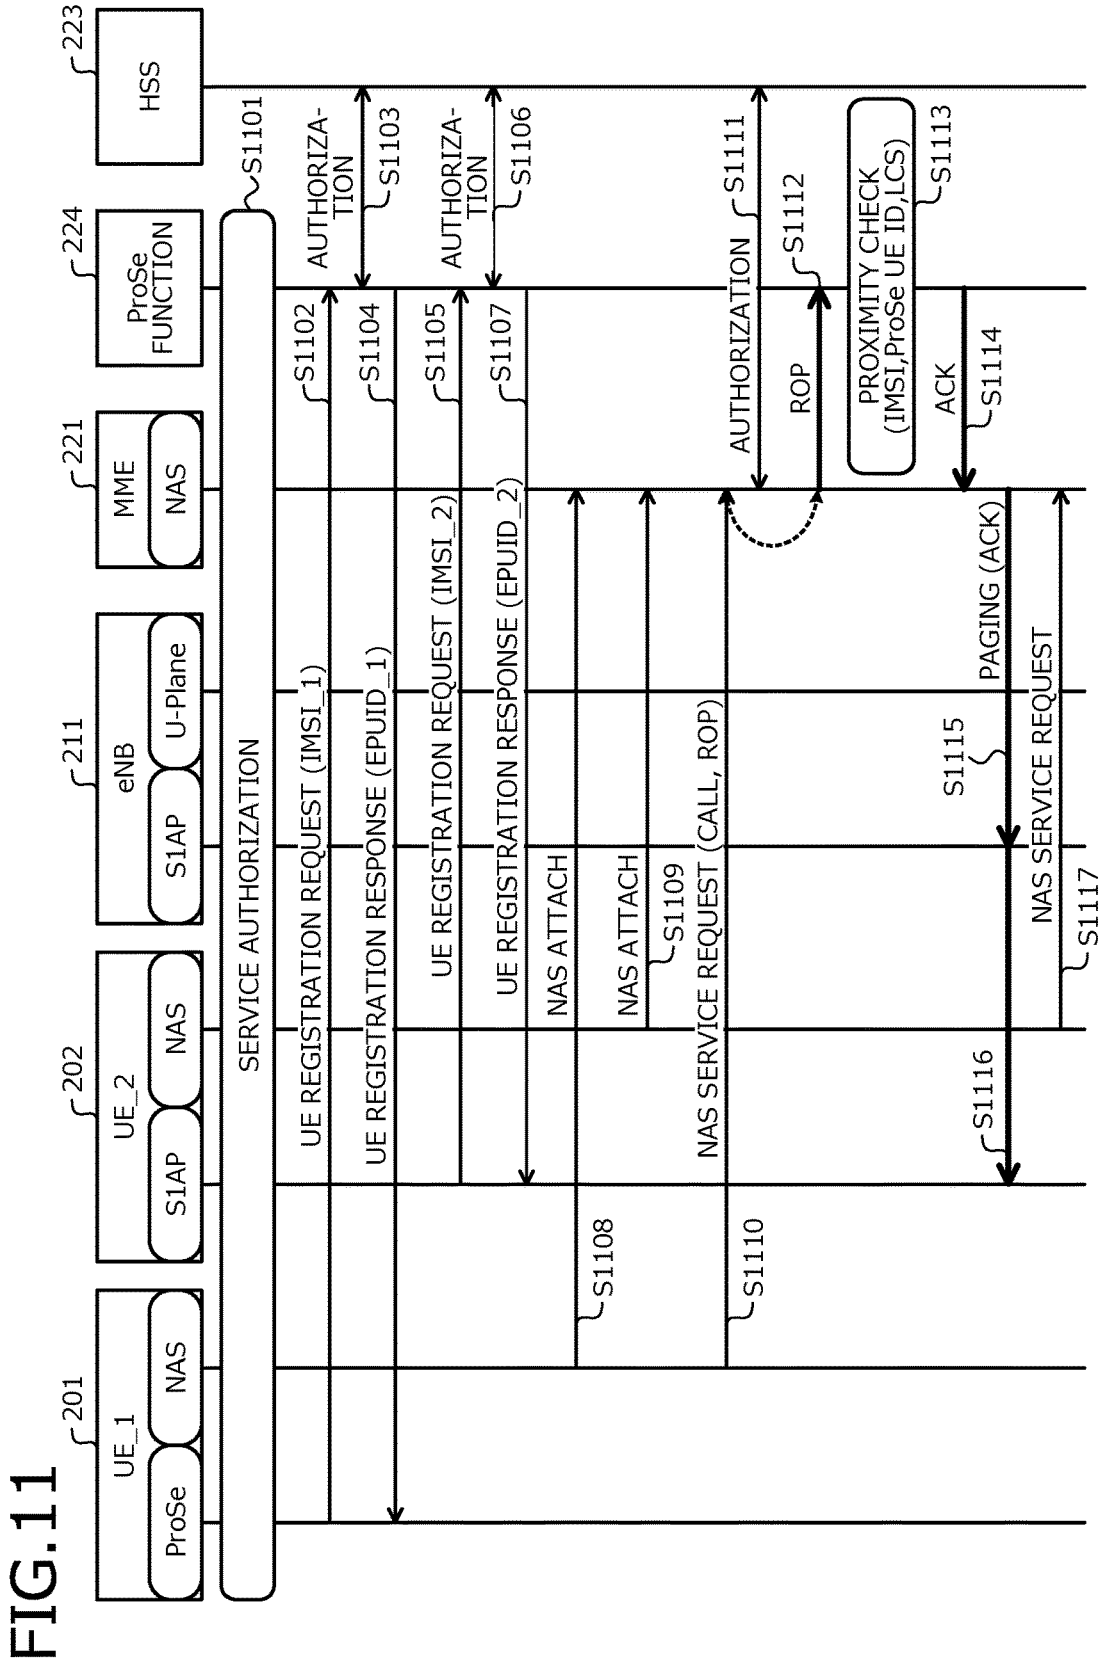 FIG.11
201
UE_1
ProSe
NAS
202
UE_2
S1AP
NAS
211
eNB
S1AP
U-Plane
221
MME
NAS
224
ProSe
FUNCTION
223
HSS
SERVICE AUTHORIZATION
S1101
UE REGISTRATION REQUEST (IMSI_1)
S1102
AUTHORIZA-
TION
S1103
UE REGISTRATION RESPONSE (EPUID_1)
S1104
UE REGISTRATION REQUEST (IMSI_2)
S1105
AUTHORIZA-
TION
S1106
UE REGISTRATION RESPONSE (EPUID_2)
S1107
NAS ATTACH
S1108
NAS ATTACH
S1109
NAS SERVICE REQUEST (CALL, ROP)
S1110
AUTHORIZATION
S1111
ROP
S1112
PROXIMITY CHECK
(IMSI,ProSe UE ID,LCS)
S1113
ACK
S1114
PAGING (ACK)
S1115
S1116
NAS SERVICE REQUEST
S1117